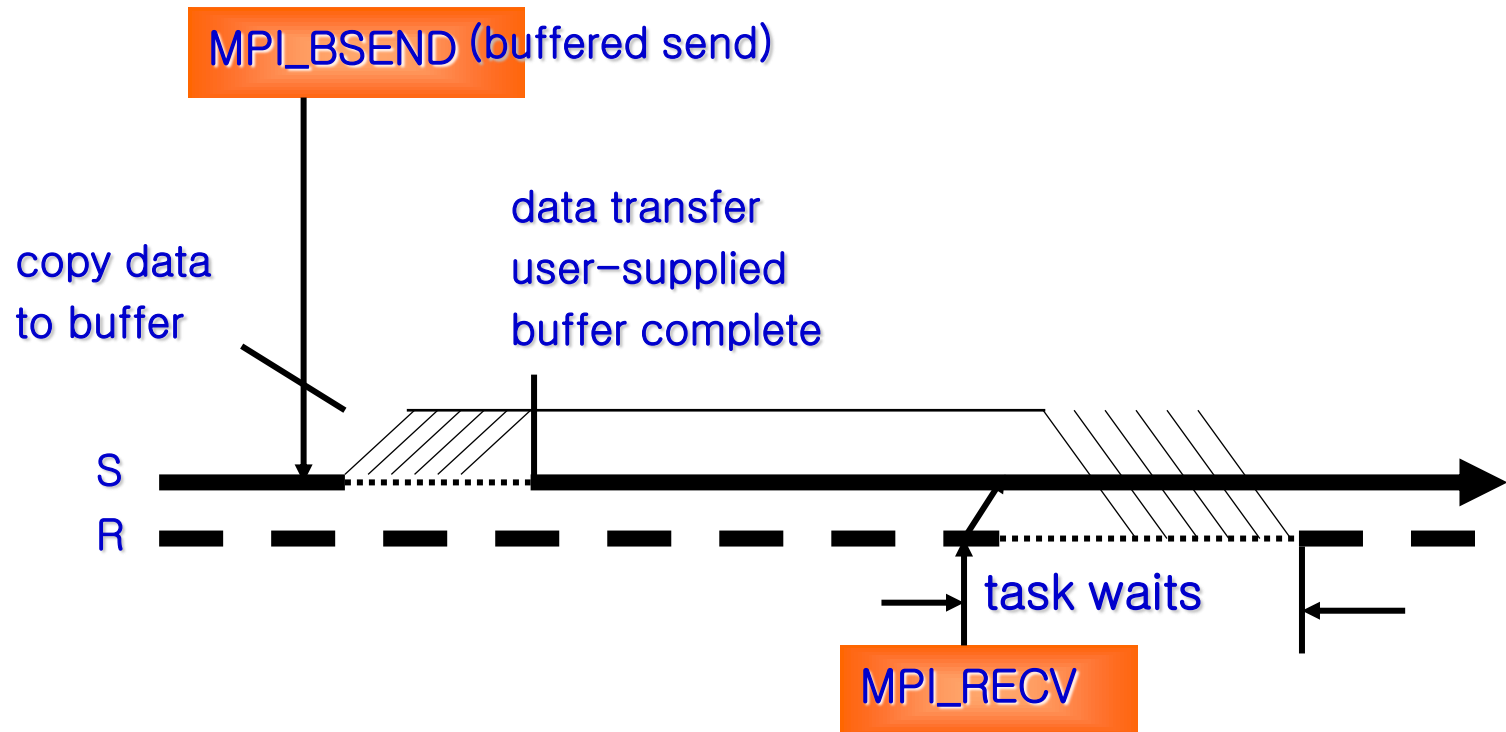 MPI_BSEND (buffered send)
data transfer
user-supplied
buffer complete
copy data
to buffer
S
R
task waits
MPI_RECV